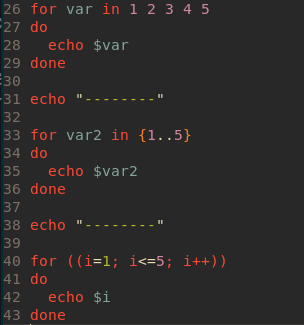 26 for var in 1 2 3 4 5
27 do
28   echo $var
29 done
30
31 echo "--------"
32
33 for var2 in {1..5}
34 do
35   echo $var2
36 done
37
38 echo "--------"
39
40 for ((i=1; i<=5; i++))
41 do
42   echo $i
43 done